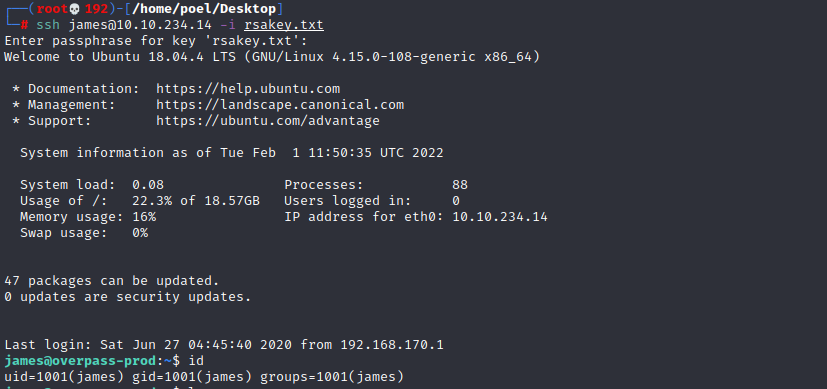 ┌──(root💀192)-[/home/poel/Desktop]
└─# ssh james@10.10.234.14 -i rsakey.txt
Enter passphrase for key 'rsakey.txt':
Welcome to Ubuntu 18.04.4 LTS (GNU/Linux 4.15.0-108-generic x86_64)
* Documentation:  https://help.ubuntu.com
* Management:     https://landscape.canonical.com
* Support:        https://ubuntu.com/advantage
System information as of Tue Feb  1 11:50:35 UTC 2022
System load:  0.08              Processes:           88
Usage of /:   22.3% of 18.57GB   Users logged in:     0
Memory usage: 16%               IP address for eth0: 10.10.234.14
Swap usage:   0%
47 packages can be updated.
0 updates are security updates.
Last login: Sat Jun 27 04:45:40 2020 from 192.168.170.1
james@overpass-prod:~$ id
uid=1001(james) gid=1001(james) groups=1001(james)